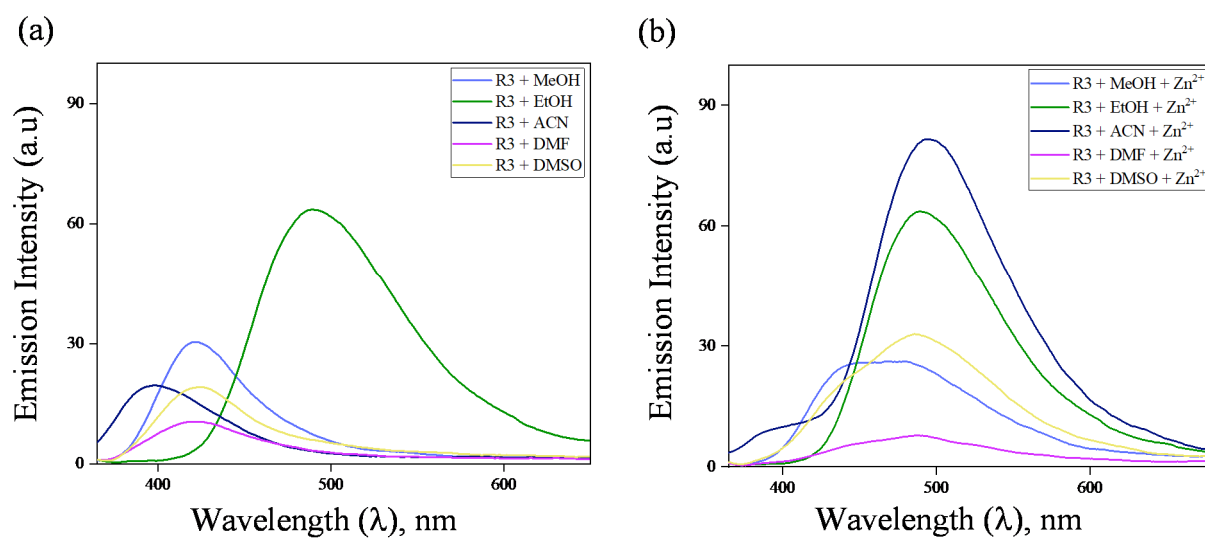 (a)
R3 + MeOH
R3 + EtOH
R3 + ACN
R3 + DMF
R3 + DMSO
90
60
30
0
400
500
600
Emission Intensity (a.u)
Wavelength (λ), nm
(b)
R3 + MeOH + Zn²⁺
R3 + EtOH + Zn²⁺
R3 + ACN + Zn²⁺
R3 + DMF + Zn²⁺
R3 + DMSO + Zn²⁺
90
60
30
0
400
500
600
Emission Intensity (a.u)
Wavelength (λ), nm